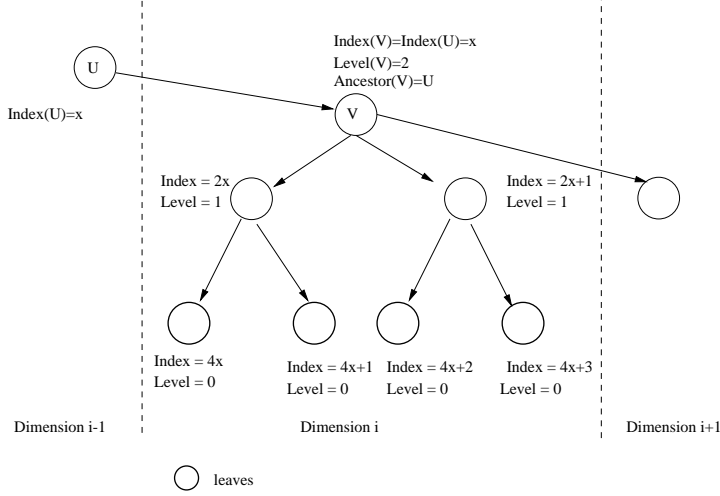 Index(V)=Index(U)=x
Level(V)=2
Ancestor(V)=U
U
V
Index(U)=x
Index = 2x
Level = 1
Index = 2x+1
Level = 1
Index = 4x
Level = 0
Index = 4x+1
Level = 0
Index = 4x+2
Level = 0
Index = 4x+3
Level = 0
Dimension i-1
Dimension i
Dimension i+1
leaves